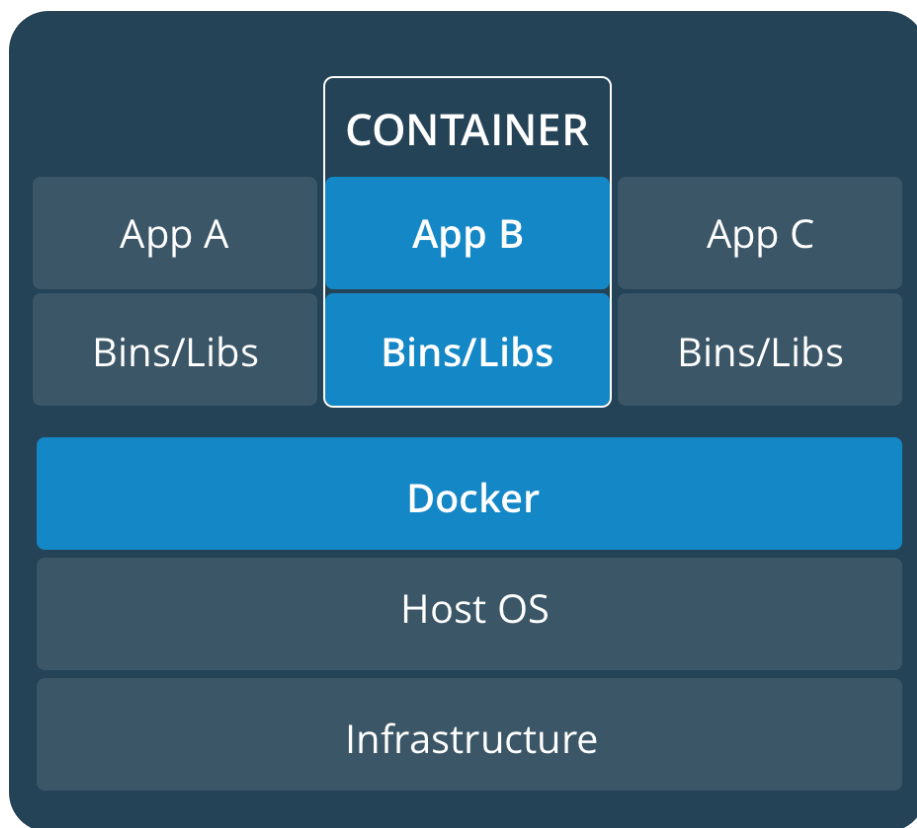 CONTAINER
App A
App B
App C
Bins/Libs
Bins/Libs
Bins/Libs
Docker
Host OS
Infrastructure